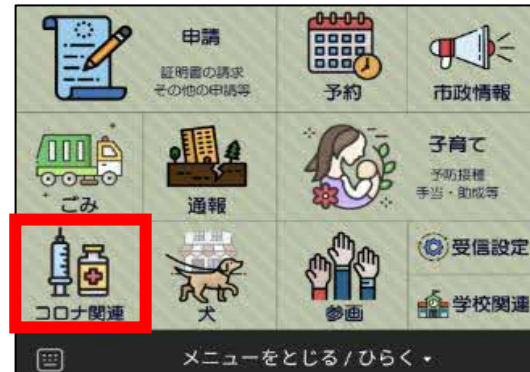 申請
証明書の請求
その他の申請等
予約
市政情報
ごみ
通報
子育て
予防接種
手当・助成等
コロナ関連
犬
参画
受信設定
学校関連
メニューをとじる / ひらく